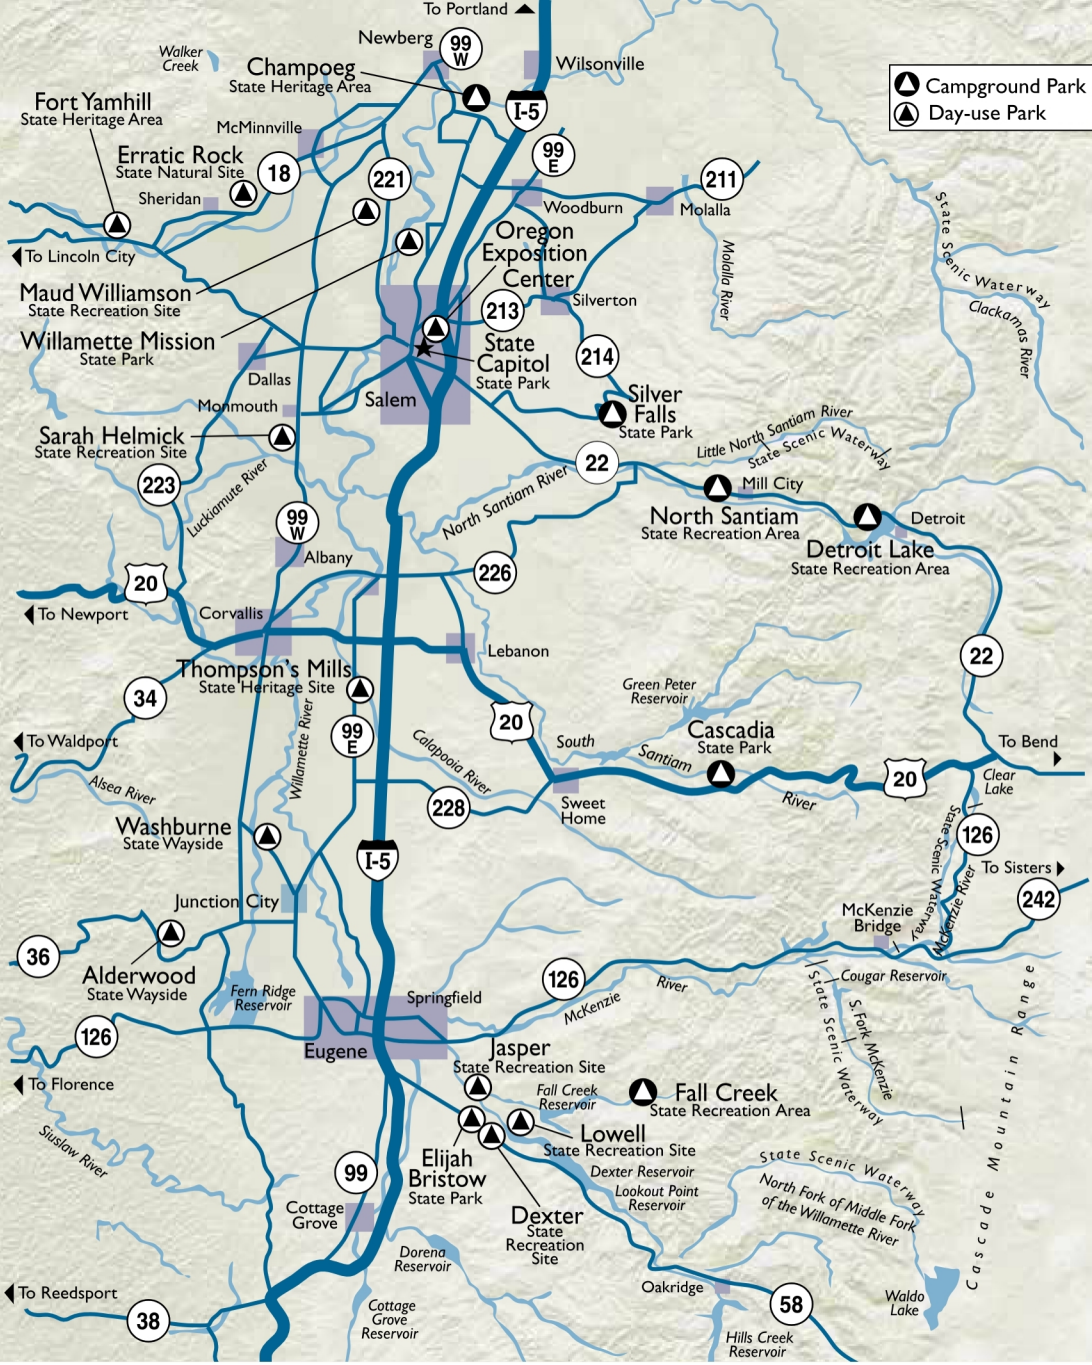 To Portland
Newberg
99
W
Walker
Creek
Wilsonville
Champoeg
State Heritage Area
Campground Park
Day-use Park
Fort Yamhill
State Heritage Area
I-5
McMinnville
99
E
Erratic Rock
State Natural Site
18
221
211
Sheridan
Woodburn
Molalla
State Scenic Waterway
Oregon
Exposition
Center
To Lincoln City
Molalla River
Maud Williamson
State Recreation Site
213
Silverton
Clackamas River
Willamette Mission
State Park
State
Capitol
State Park
214
Dallas
Salem
Silver
Falls
State Park
Monmouth
Little North Santiam River
State Scenic Waterway
Sarah Helmick
State Recreation Site
22
223
Luckiamute River
North Santiam River
Mill City
North Santiam
State Recreation Area
Detroit
99
W
Detroit Lake
State Recreation Area
Albany
226
20
To Newport
Corvallis
Lebanon
22
Thompson's Mills
State Heritage Site
34
Green Peter
Reservoir
20
99
E
Willamette River
Cascadia
State Park
To Waldport
Calapooia River
South
Santiam
River
To Bend
20
Clear
Lake
Alsea River
228
Sweet
Home
Washburne
State Wayside
126
State Scenic Waterway
McKenzie River
I-5
To Sisters
242
Junction City
McKenzie
Bridge
36
Alderwood
State Wayside
126
Cougar Reservoir
Fern Ridge
Reservoir
Springfield
McKenzie
River
State Scenic Waterway
S. Fork McKenzie
Cascade Mountain Range
126
Eugene
Jasper
State Recreation Site
To Florence
Fall Creek
Reservoir
Fall Creek
State Recreation Area
Siuslaw River
Lowell
State Recreation Site
Elijah
Bristow
State Park
Dexter Reservoir
State Scenic Waterway
99
Lookout Point
Reservoir
North Fork of Middle Fork
of the Willamette River
Cottage
Grove
Dexter
State
Recreation
Site
Dorena
Reservoir
Oakridge
To Reedsport
38
Cottage
Grove
Reservoir
58
Waldo
Lake
Hills Creek
Reservoir